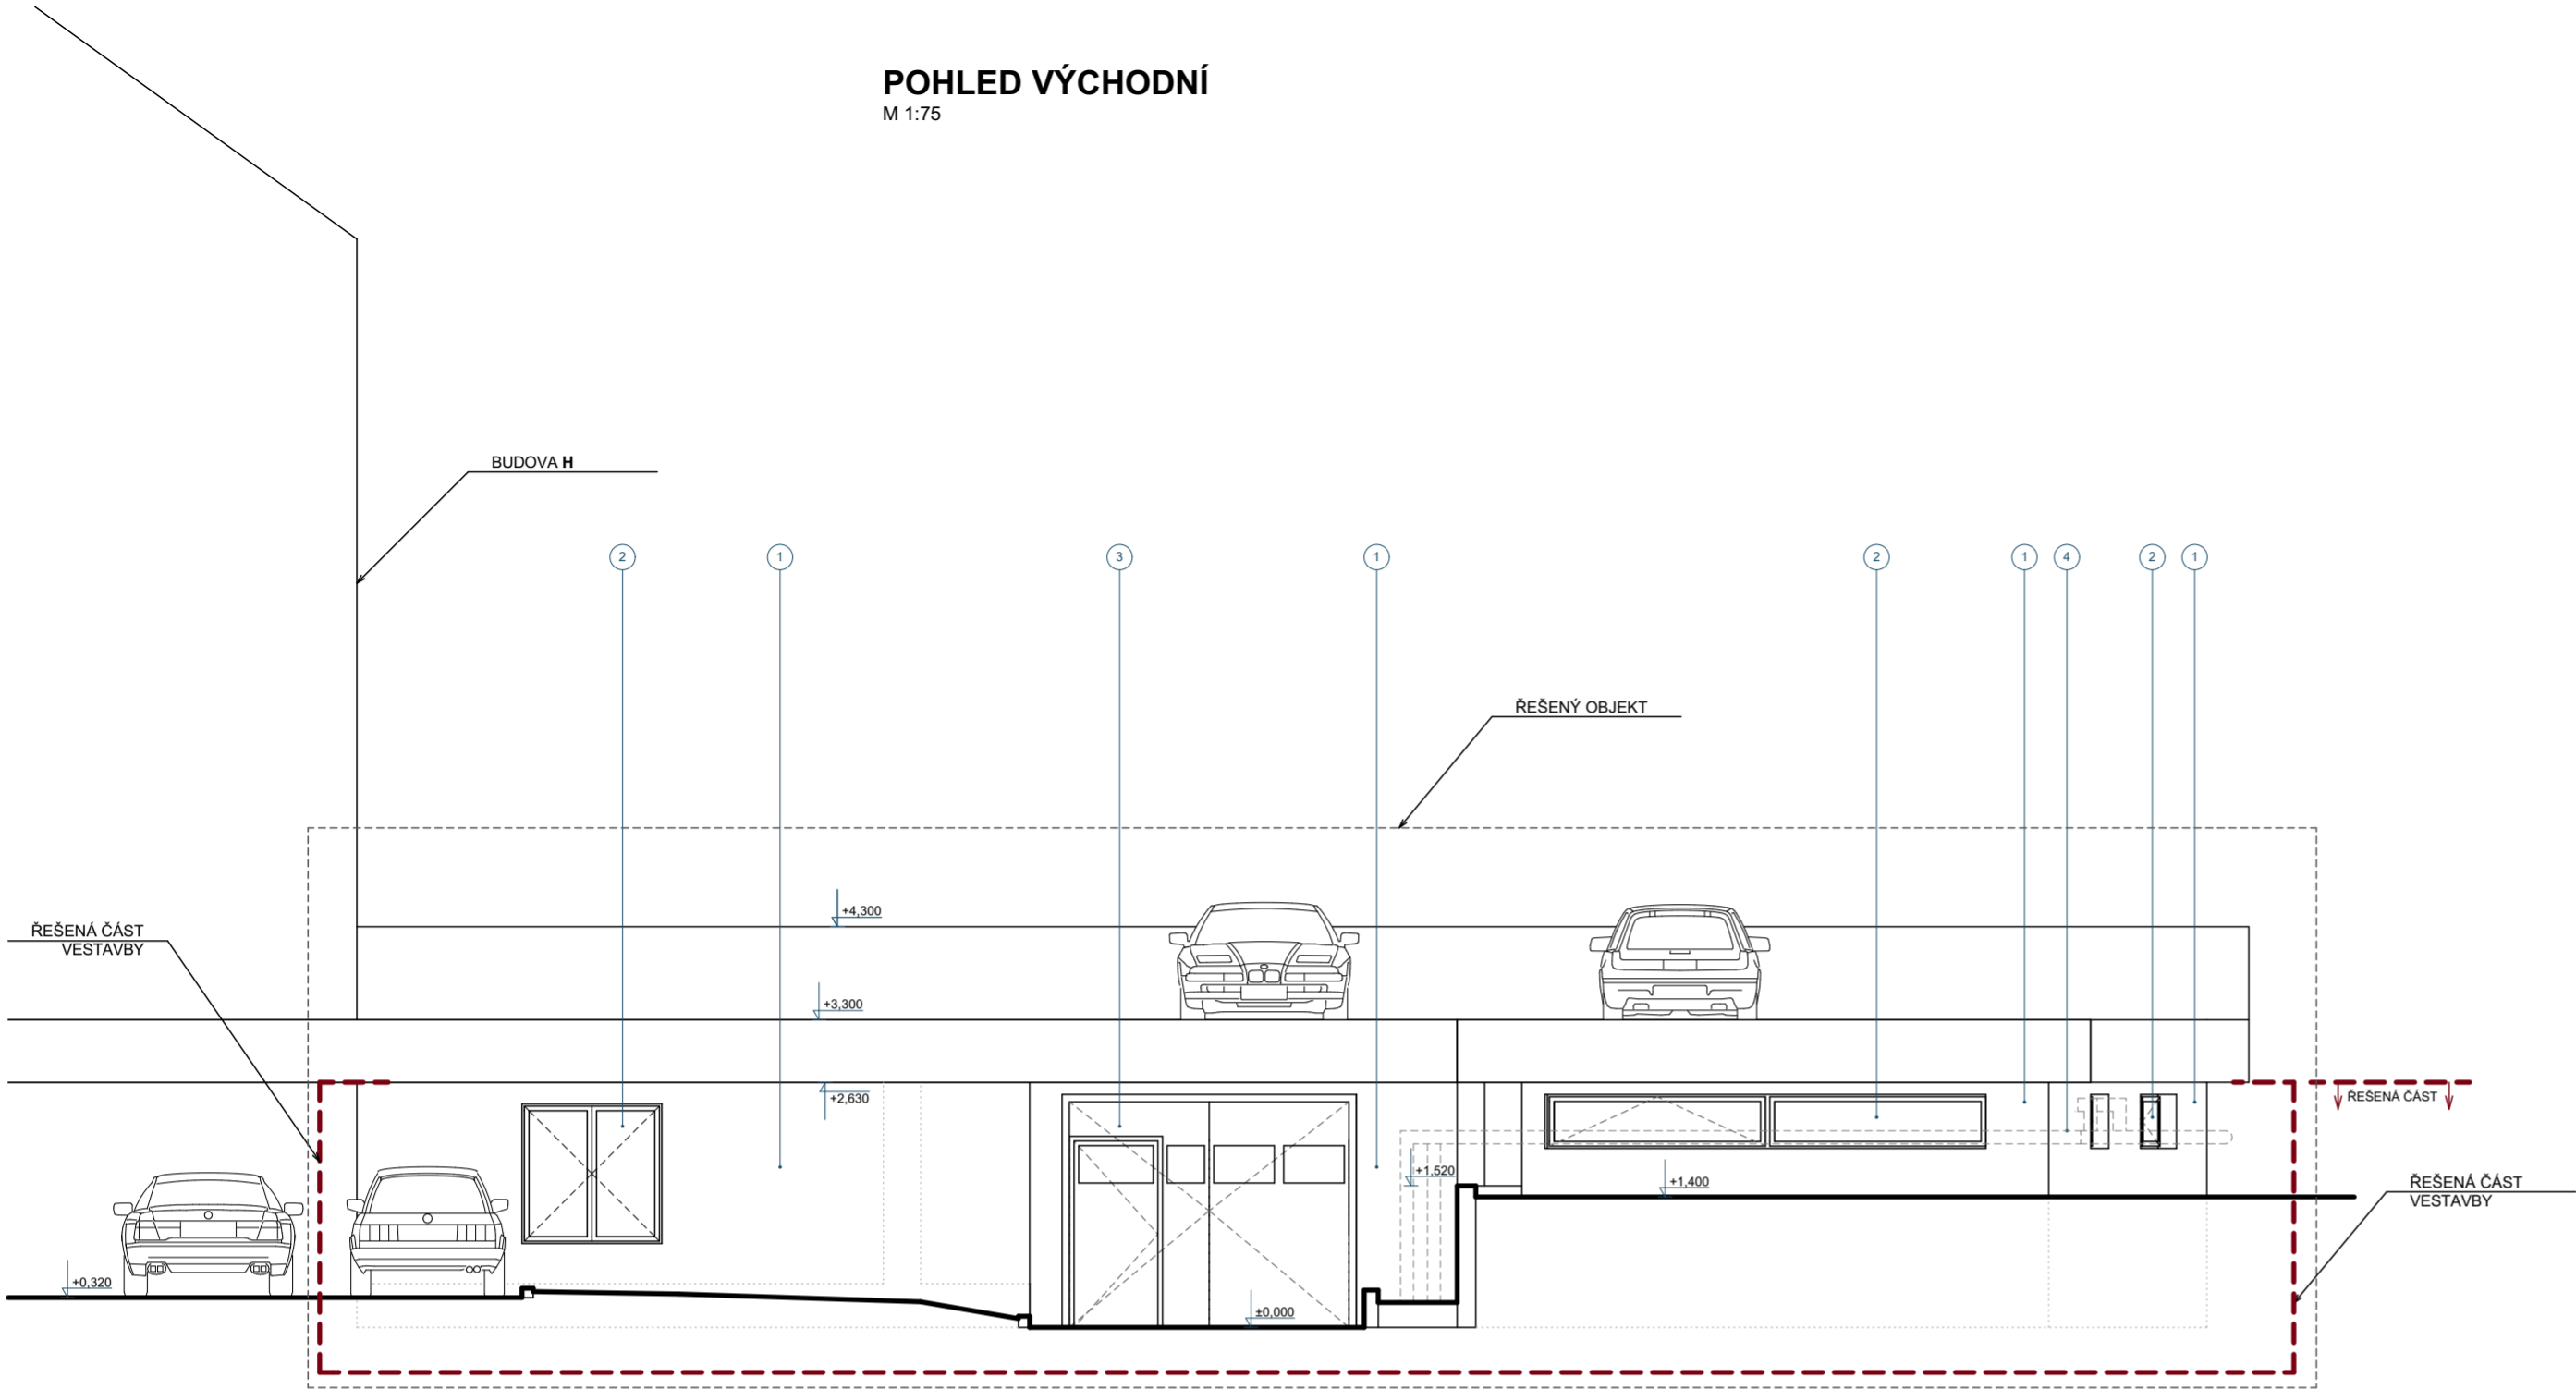 POHLED VÝCHODNÍ
M 1:75
BUDOVA H
2
1
3
1
2
1
4
2
1
ŘEŠENÝ OBJEKT
+4,300
ŘEŠENÁ ČÁST
VESTAVBY
+3,300
+2,630
ŘEŠENÁ ČÁST
+1,520
+1,400
ŘEŠENÁ ČÁST
VESTAVBY
+0,320
±0,000